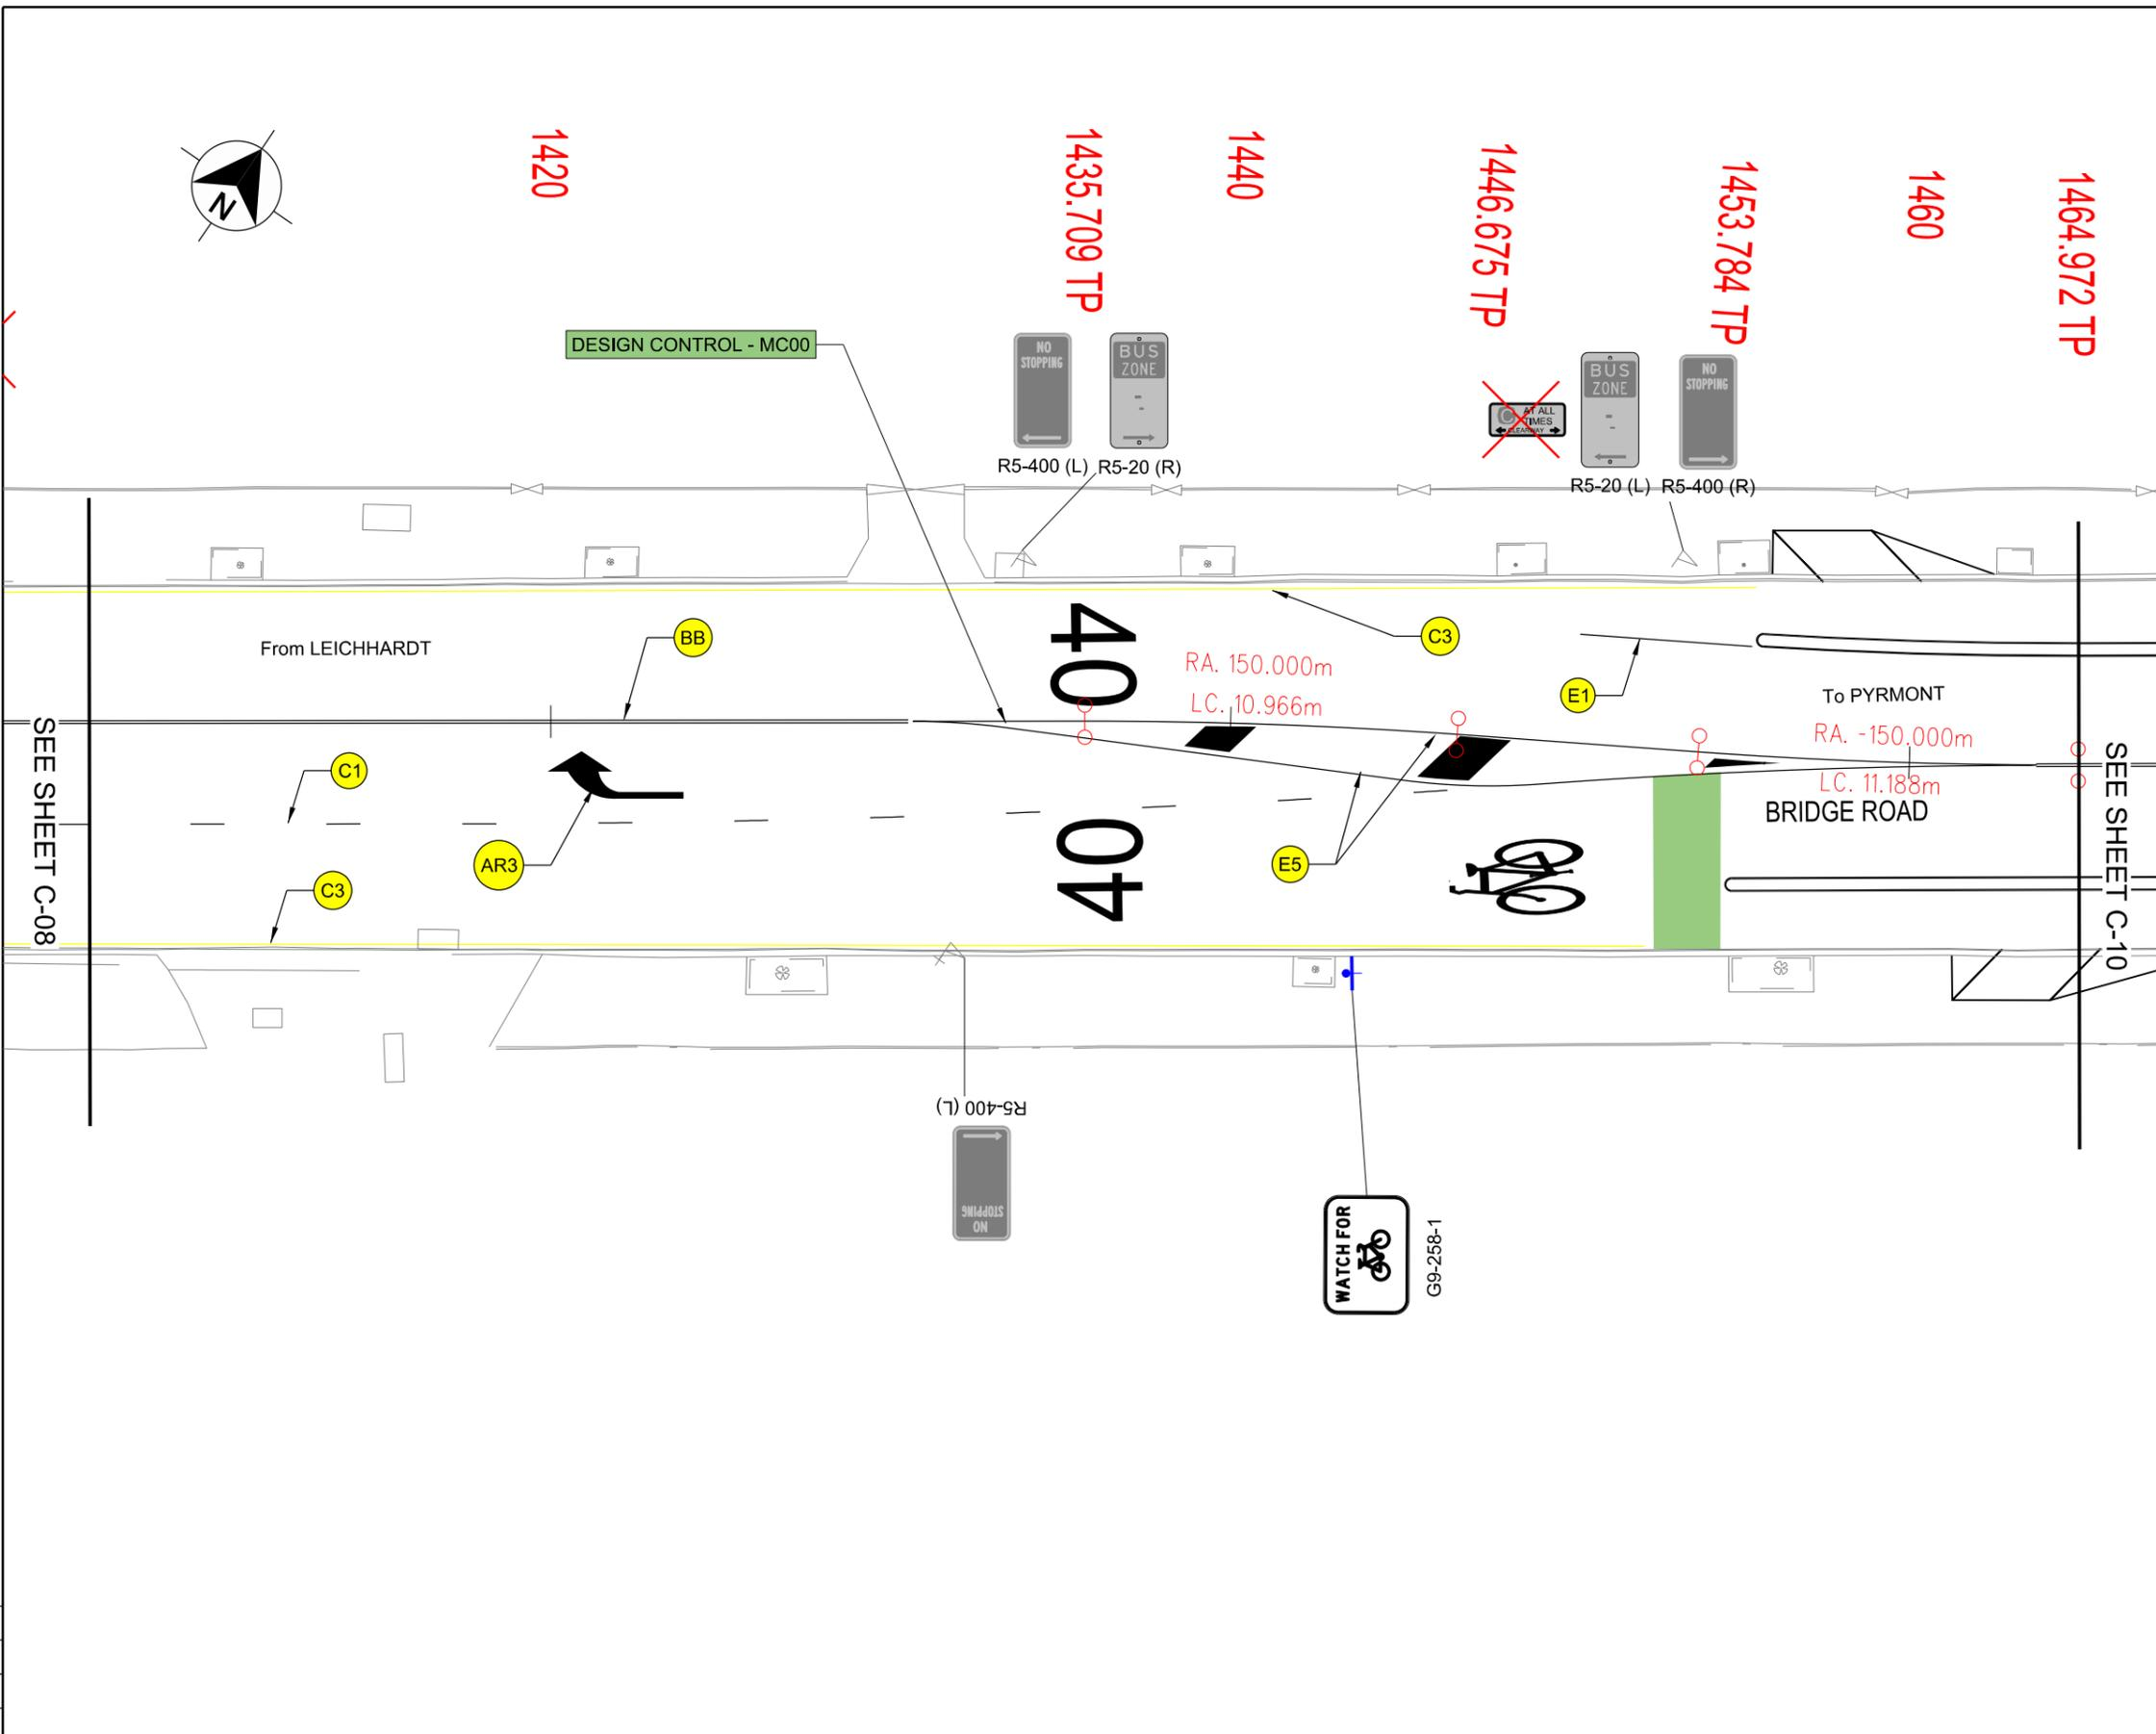 1420
1435.709 TP
1440
1446.675 TP
1453.784 TP
1460
1464.972 TP
N
DESIGN CONTROL - MC00
NO
STOPPING
BUS
ZONE
R5-400 (L)
R5-20 (R)
C AT ALL
TIMES
CLEARWAY
BUS
ZONE
NO
STOPPING
R5-20 (L)
R5-400 (R)
From LEICHHARDT
BB
40
C3
RA. 150.000m
LC. 10.966m
E1
To PYRMONT
RA. -150.000m
LC. 11.188m
BRIDGE ROAD
SEE SHEET C-08
C1
AR3
C3
40
E5
SEE SHEET C-10
R5-400 (L)
NO
STOPPING
WATCH FOR
G9-258-1